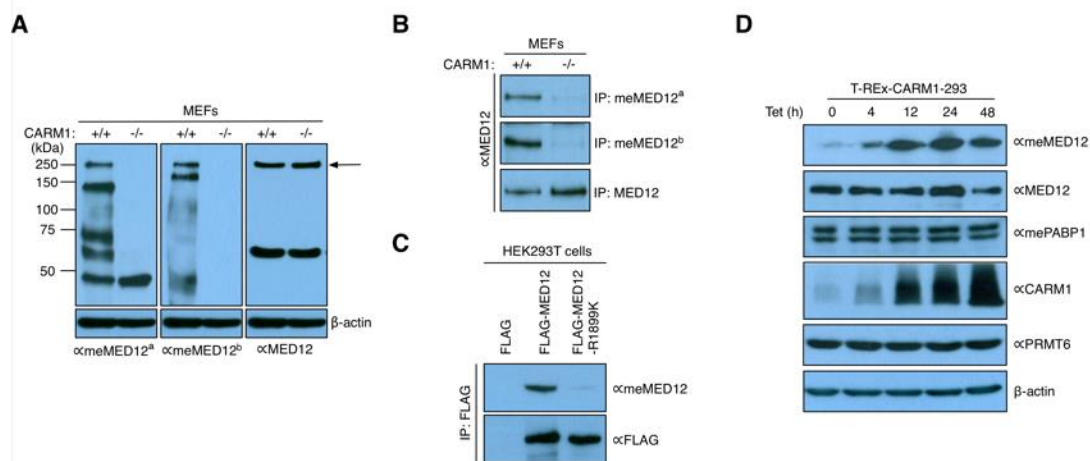 A
MEFs
CARM1: +/+ -/- +/+ -/- +/+ -/-
(kDa)
250
150
100
75
50
β-actin
∝meMED12ᵃ ∝meMED12ᵇ ∝MED12
B
MEFs
CARM1: +/+ -/-
∝MED12
IP: meMED12ᵃ
IP: meMED12ᵇ
IP: MED12
C
HEK293T cells
FLAG
FLAG-MED12
FLAG-MED12
-R1899K
IP: FLAG
∝meMED12
∝FLAG
D
T-REx-CARM1-293
Tet (h) 0 4 12 24 48
∝meMED12
∝MED12
∝mePABP1
∝CARM1
∝PRMT6
β-actin